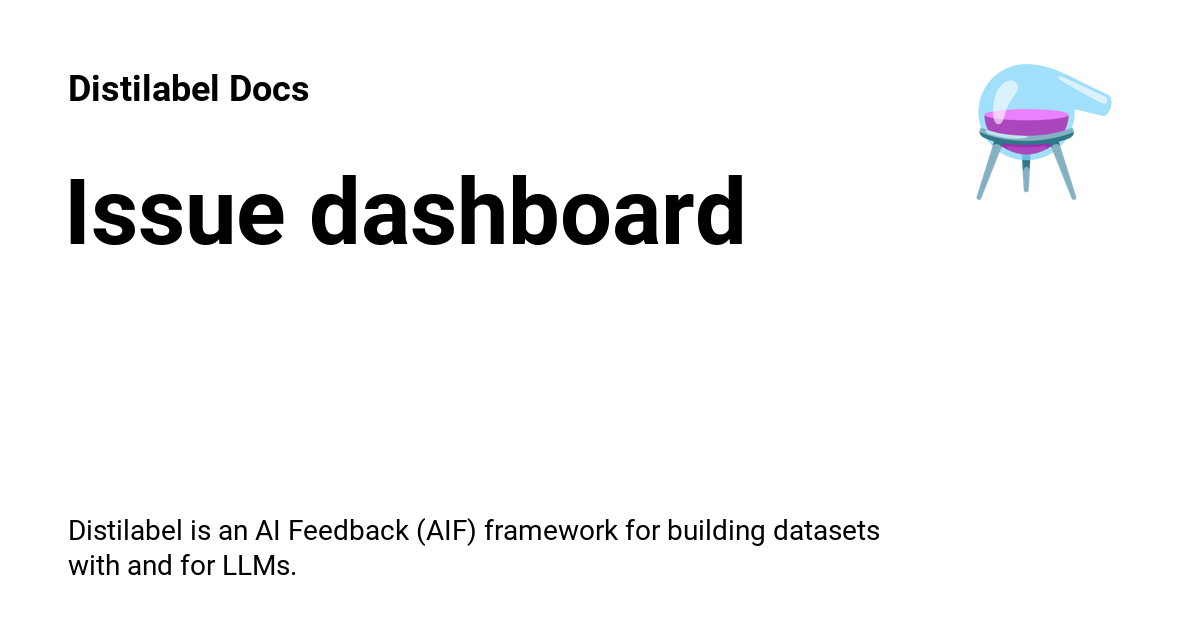 Distilabel Docs
Issue dashboard
Distilabel is an AI Feedback (AIF) framework for building datasets
with and for LLMs.